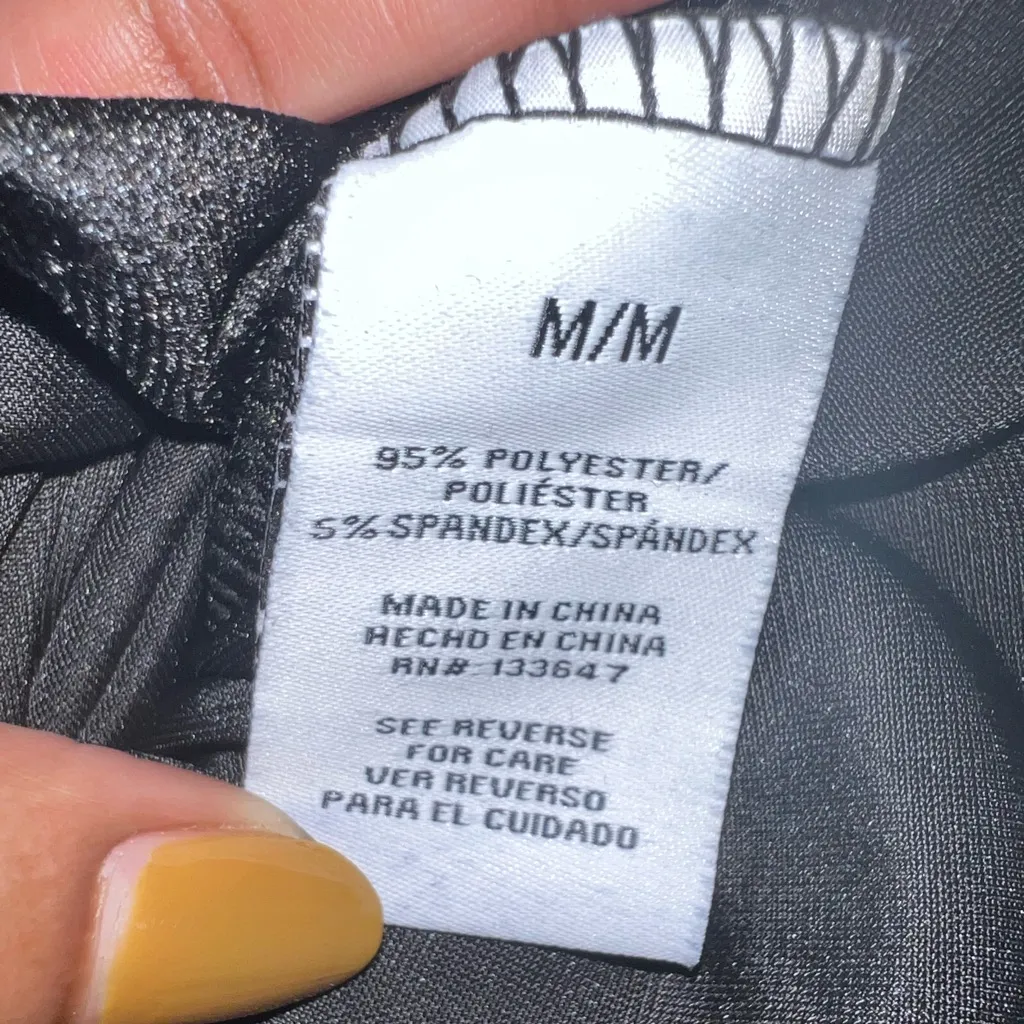 M/M
95% POLYESTER/
POLIÉSTER
5% SPANDEX/SPÁNDEX
MADE IN CHINA
HECHO EN CHINA
RN#: 133647
SEE REVERSE
FOR CARE
VER REVERSO
PARA EL CUIDADO